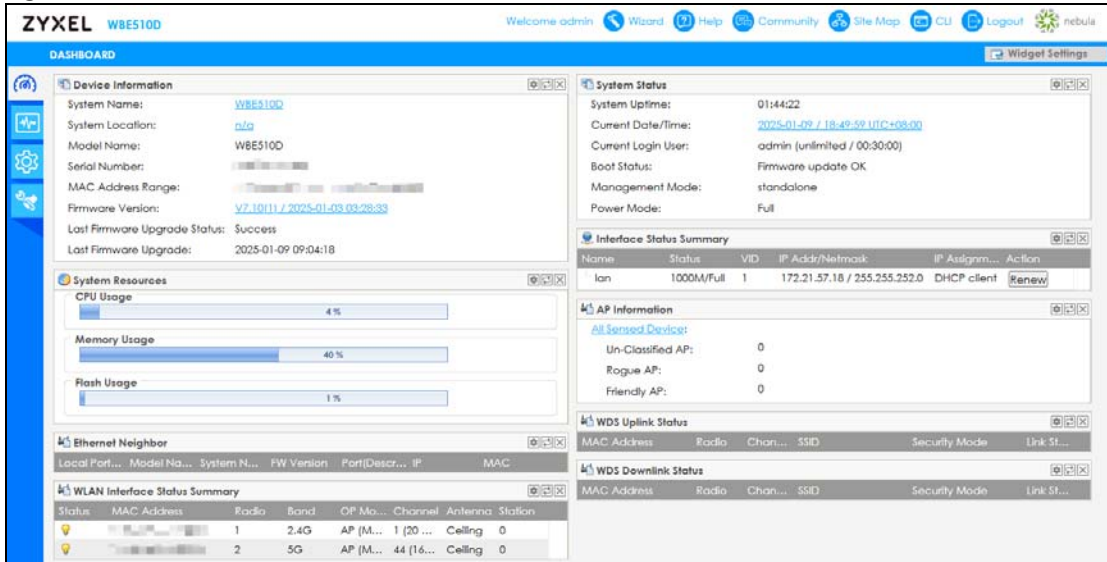 ZYXEL WBE510D
Welcome admin Wizard Help Community Site Map CLI Logout nebula
DASHBOARD
Widget Settings
Device Information
System Name: WBE510D
System Location: n/a
Model Name: WBE510D
Serial Number:
MAC Address Range:
Firmware Version: V7.10(1) / 2025-01-03 03:28:33
Last Firmware Upgrade Status: Success
Last Firmware Upgrade: 2025-01-09 09:04:18
System Resources
CPU Usage
4 %
Memory Usage
40 %
Flash Usage
1 %
Ethernet Neighbor
Local Port... Model Na... System N... FW Version Port(Descr... IP MAC
WLAN Interface Status Summary
Status MAC Address Radio Band OP Mo... Channel Antenna Station
1 2.4G AP (M... 1 (20 ... Ceiling 0
2 5G AP (M... 44 (16... Ceiling 0
System Status
System Uptime: 01:44:22
Current Date/Time: 2025-01-09 / 18:49:59 UTC+08:00
Current Login User: admin (unlimited / 00:30:00)
Boot Status: Firmware update OK
Management Mode: standalone
Power Mode: Full
Interface Status Summary
Name Status VID IP Addr/Netmask IP Assignm... Action
lan 1000M/Full 1 172.21.57.18 / 255.255.252.0 DHCP client Renew
AP Information
All Sensed Device:
Un-Classified AP: 0
Rogue AP: 0
Friendly AP: 0
WDS Uplink Status
MAC Address Radio Chan... SSID Security Mode Link St...
WDS Downlink Status
MAC Address Radio Chan... SSID Security Mode Link St...